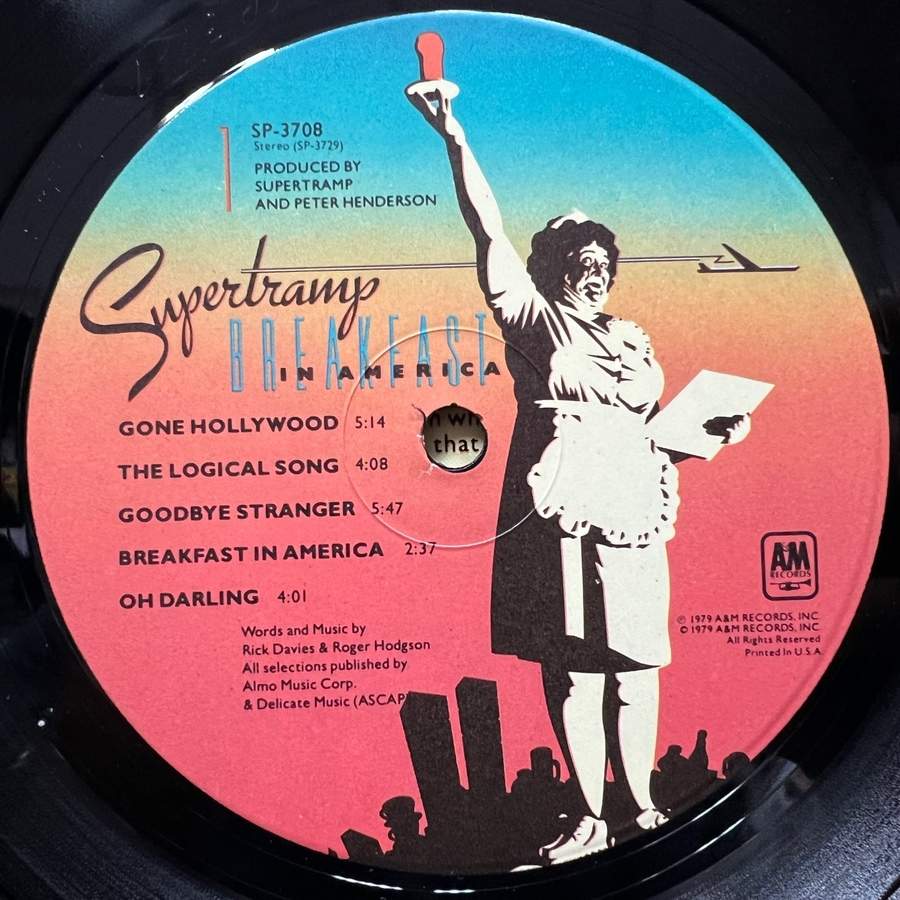 SP-3708
Stereo (SP-3729)
PRODUCED BY
SUPERTRAMP
AND PETER HENDERSON
Supertramp
BREAKFAST
IN AMERICA
GONE HOLLYWOOD 5:14
THE LOGICAL SONG 4:08
GOODBYE STRANGER 5:47
BREAKFAST IN AMERICA 2:37
OH DARLING 4:01
that
Words and Music by
Rick Davies & Roger Hodgson
All selections published by
Almo Music Corp.
& Delicate Music (ASCAP
A&M
RECORDS
℗ 1979 A&M RECORDS, INC.
© 1979 A&M RECORDS, INC.
All Rights Reserved
Printed In U.S.A.